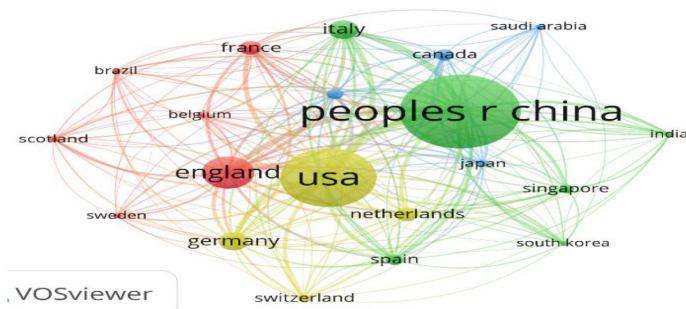 saudi arabia
italy
france
canada
brazil
peoples r china
belgium
scotland
india
japan
england
usa
singapore
sweden
netherlands
germany
south korea
spain
switzerland
VOSviewer